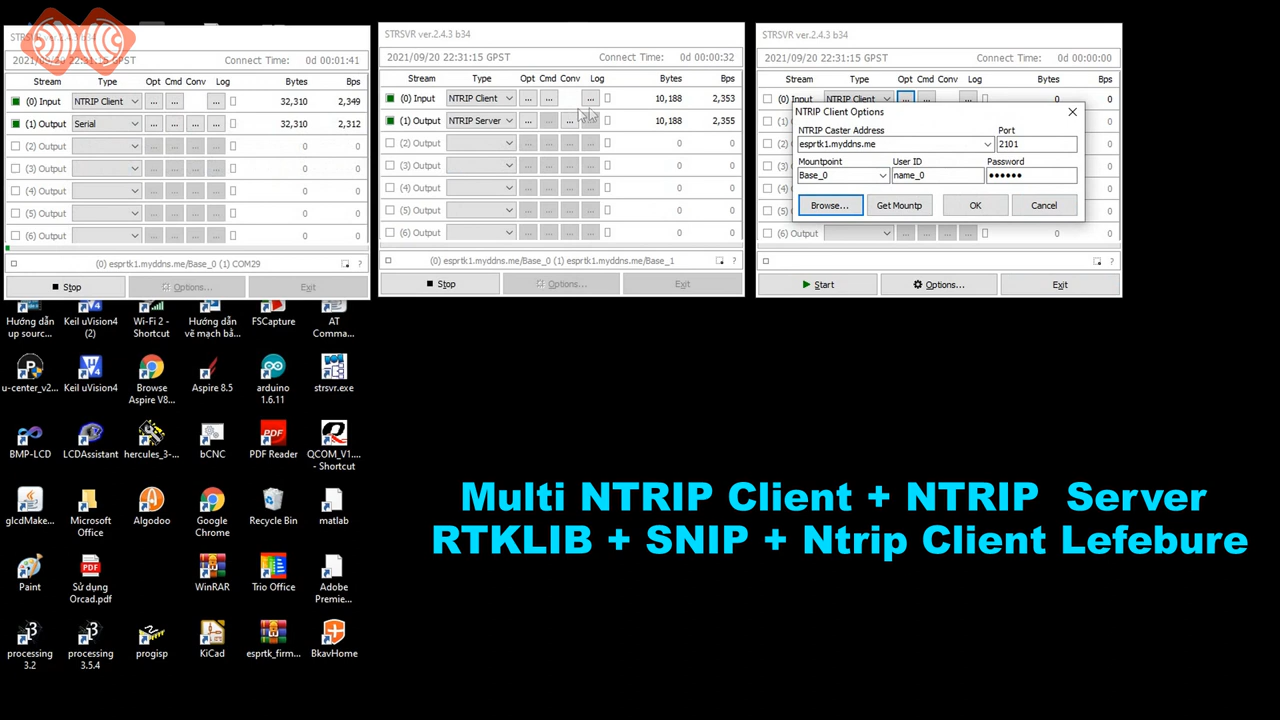 STRSVR ver.2.4.3 b34
2021/09/20 22:31:15 GPST Connect Time: 0d 00:01:41
Stream Type Opt Cmd Conv Log Bytes Bps
(0) Input NTRIP Client ... ... ... 32,310 2,349
(1) Output Serial ... ... ... ... 32,310 2,312
(2) Output ... ... ... ... 0 0
(3) Output ... ... ... ... 0 0
(4) Output ... ... ... ... 0 0
(5) Output ... ... ... ... 0 0
(6) Output ... ... ... ... 0 0
(0) esprtk1.myddns.me/Base_0 (1) COM29 ?
Stop Options... Exit
STRSVR ver.2.4.3 b34
2021/09/20 22:31:15 GPST Connect Time: 0d 00:00:32
Stream Type Opt Cmd Conv Log Bytes Bps
(0) Input NTRIP Client ... ... ... 10,188 2,353
(1) Output NTRIP Server ... ... ... ... 10,188 2,355
(2) Output ... ... ... ... 0 0
(3) Output ... ... ... ... 0 0
(4) Output ... ... ... ... 0 0
(5) Output ... ... ... ... 0 0
(6) Output ... ... ... ... 0 0
(0) esprtk1.myddns.me/Base_0 (1) esprtk1.myddns.me/Base_1 ?
Stop Options... Exit
STRSVR ver.2.4.3 b34
2021/09/20 22:31:15 GPST Connect Time: 0d 00:00:00
Stream Type Opt Cmd Conv Log Bytes Bps
(0) Input NTRIP Client ... ... ... 0 0
NTRIP Client Options
NTRIP Caster Address Port
esprtk1.myddns.me 2101
Mountpoint User ID Password
Base_0 name_0 ●●●●●●
Browse... Get Mountp OK Cancel
(6) Output ... ... ... ... 0 0
?
Start Options... Exit
Hướng dẫn up sourc...
Keil uVision4 (2)
Wi-Fi 2 - Shortcut
Hướng dẫn vẽ mạch bằ...
FSCapture
AT Comma...
u-center_v2...
Keil uVision4
Browse Aspire V8...
Aspire 8.5
arduino 1.6.11
strsvr.exe
BMP-LCD
LCDAssistant
hercules_3-...
bCNC
PDF Reader
QCOM_V1.... - Shortcut
glcdMake...
Microsoft Office
Algodoo
Google Chrome
Recycle Bin
matlab
Multi NTRIP Client + NTRIP Server
RTKLIB + SNIP + Ntrip Client Lefebure
Paint
Sử dụng Orcad.pdf
WinRAR
Trio Office
Adobe Premie...
processing 3.2
processing 3.5.4
progisp
KiCad
esprtk_firm...
BkavHome